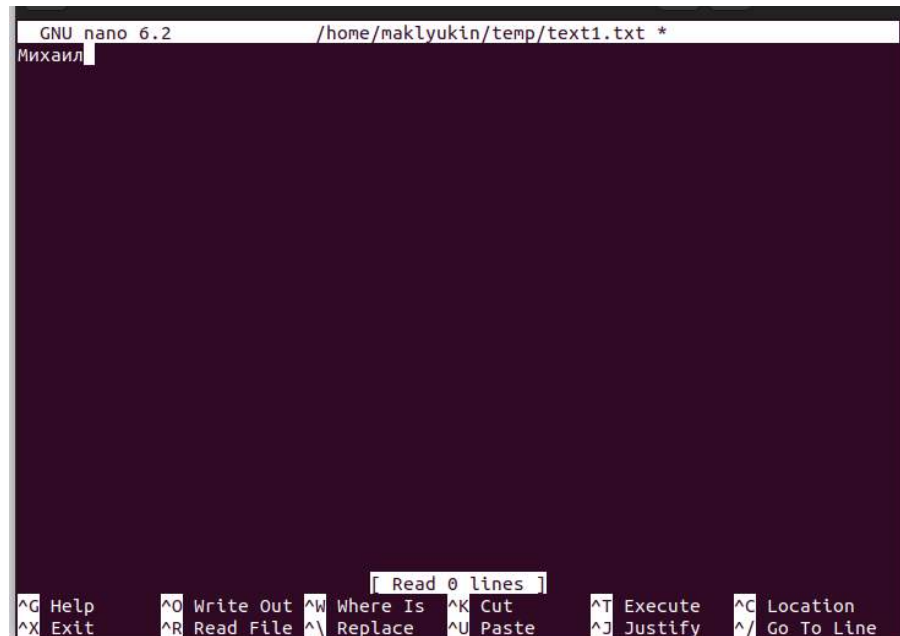 GNU nano 6.2 /home/maklyukin/temp/text1.txt *
Михаил
[ Read 0 lines ]
^G Help ^O Write Out ^W Where Is ^K Cut ^T Execute ^C Location
^X Exit ^R Read File ^\ Replace ^U Paste ^J Justify ^/ Go To Line